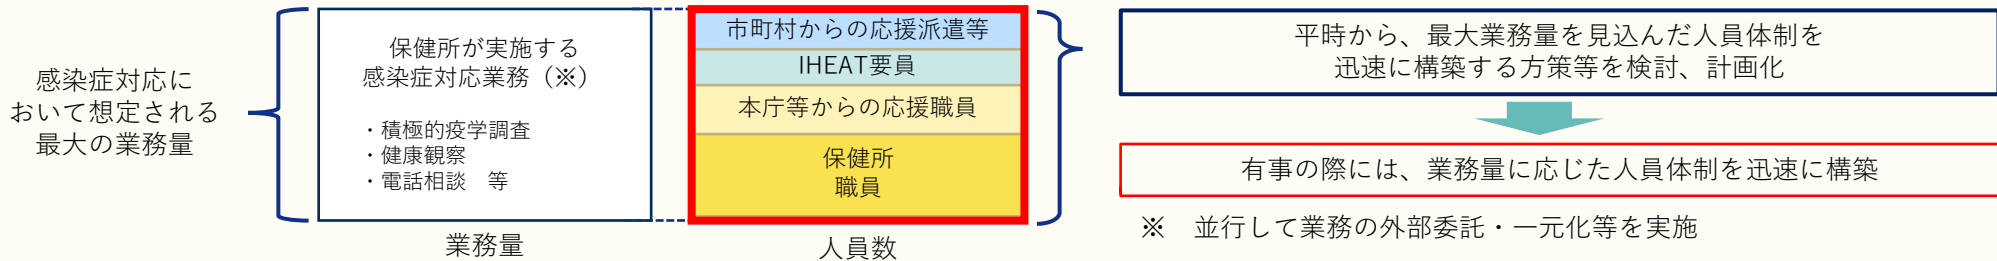 感染症対応に
おいて想定される
最大の業務量
保健所が実施する
感染症対応業務（※）
・積極的疫学調査
・健康観察
・電話相談　等
業務量
市町村からの応援派遣等
IHEAT要員
本庁等からの応援職員
保健所
職員
人員数
平時から、最大業務量を見込んだ人員体制を
迅速に構築する方策等を検討、計画化
有事の際には、業務量に応じた人員体制を迅速に構築
※　並行して業務の外部委託・一元化等を実施